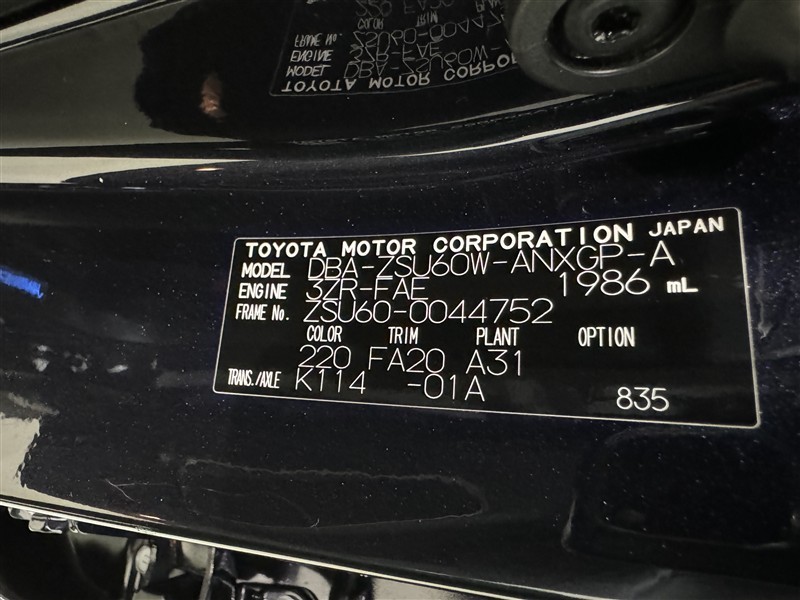 TOYOTA MOTOR CORPORATION JAPAN
MODEL DBA-ZSU60W-ANXGP-A
ENGINE 3ZR-FAE 1986 mL
FRAME No. ZSU60-0044752
COLOR TRIM PLANT OPTION
220 FA20 A31
TRANS./AXLE K114 -01A 835